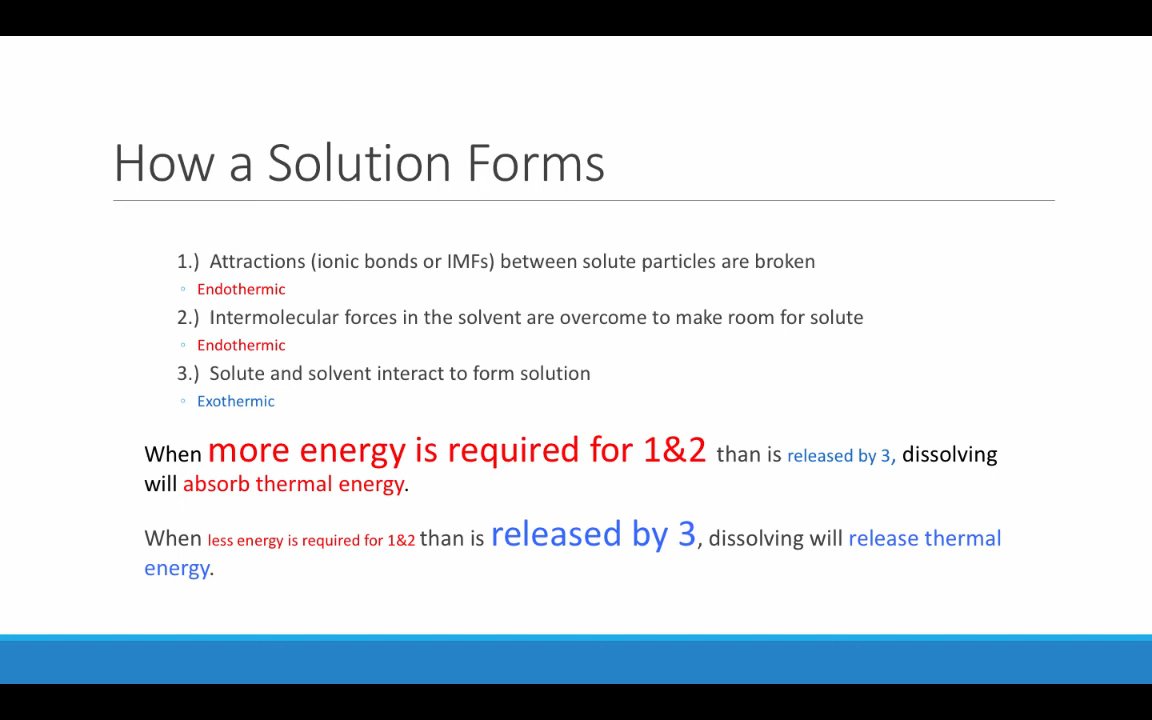 How a Solution Forms
1.) Attractions (ionic bonds or IMFs) between solute particles are broken
◦ Endothermic
2.) Intermolecular forces in the solvent are overcome to make room for solute
◦ Endothermic
3.) Solute and solvent interact to form solution
◦ Exothermic
When more energy is required for 1&2 than is released by 3, dissolving
will absorb thermal energy.
When less energy is required for 1&2 than is released by 3, dissolving will release thermal
energy.